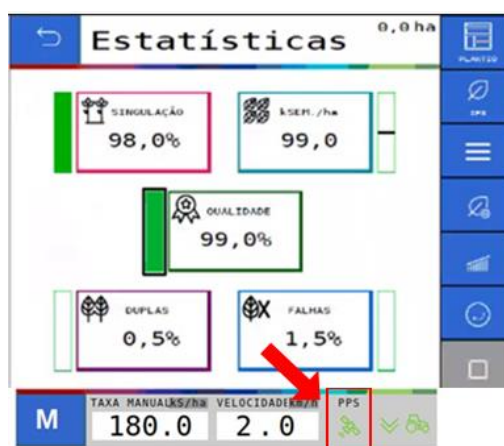 Estatísticas
0,0 ha
PLANTIO
SINGULAÇÃO
98,0%
kSEM./ha
99,0
QUALIDADE
99,0%
DUPLAS
0,5%
FALHAS
1,5%
M
TAXA MANUAL kS/ha
180.0
VELOCIDADE km/h
2.0
PPS